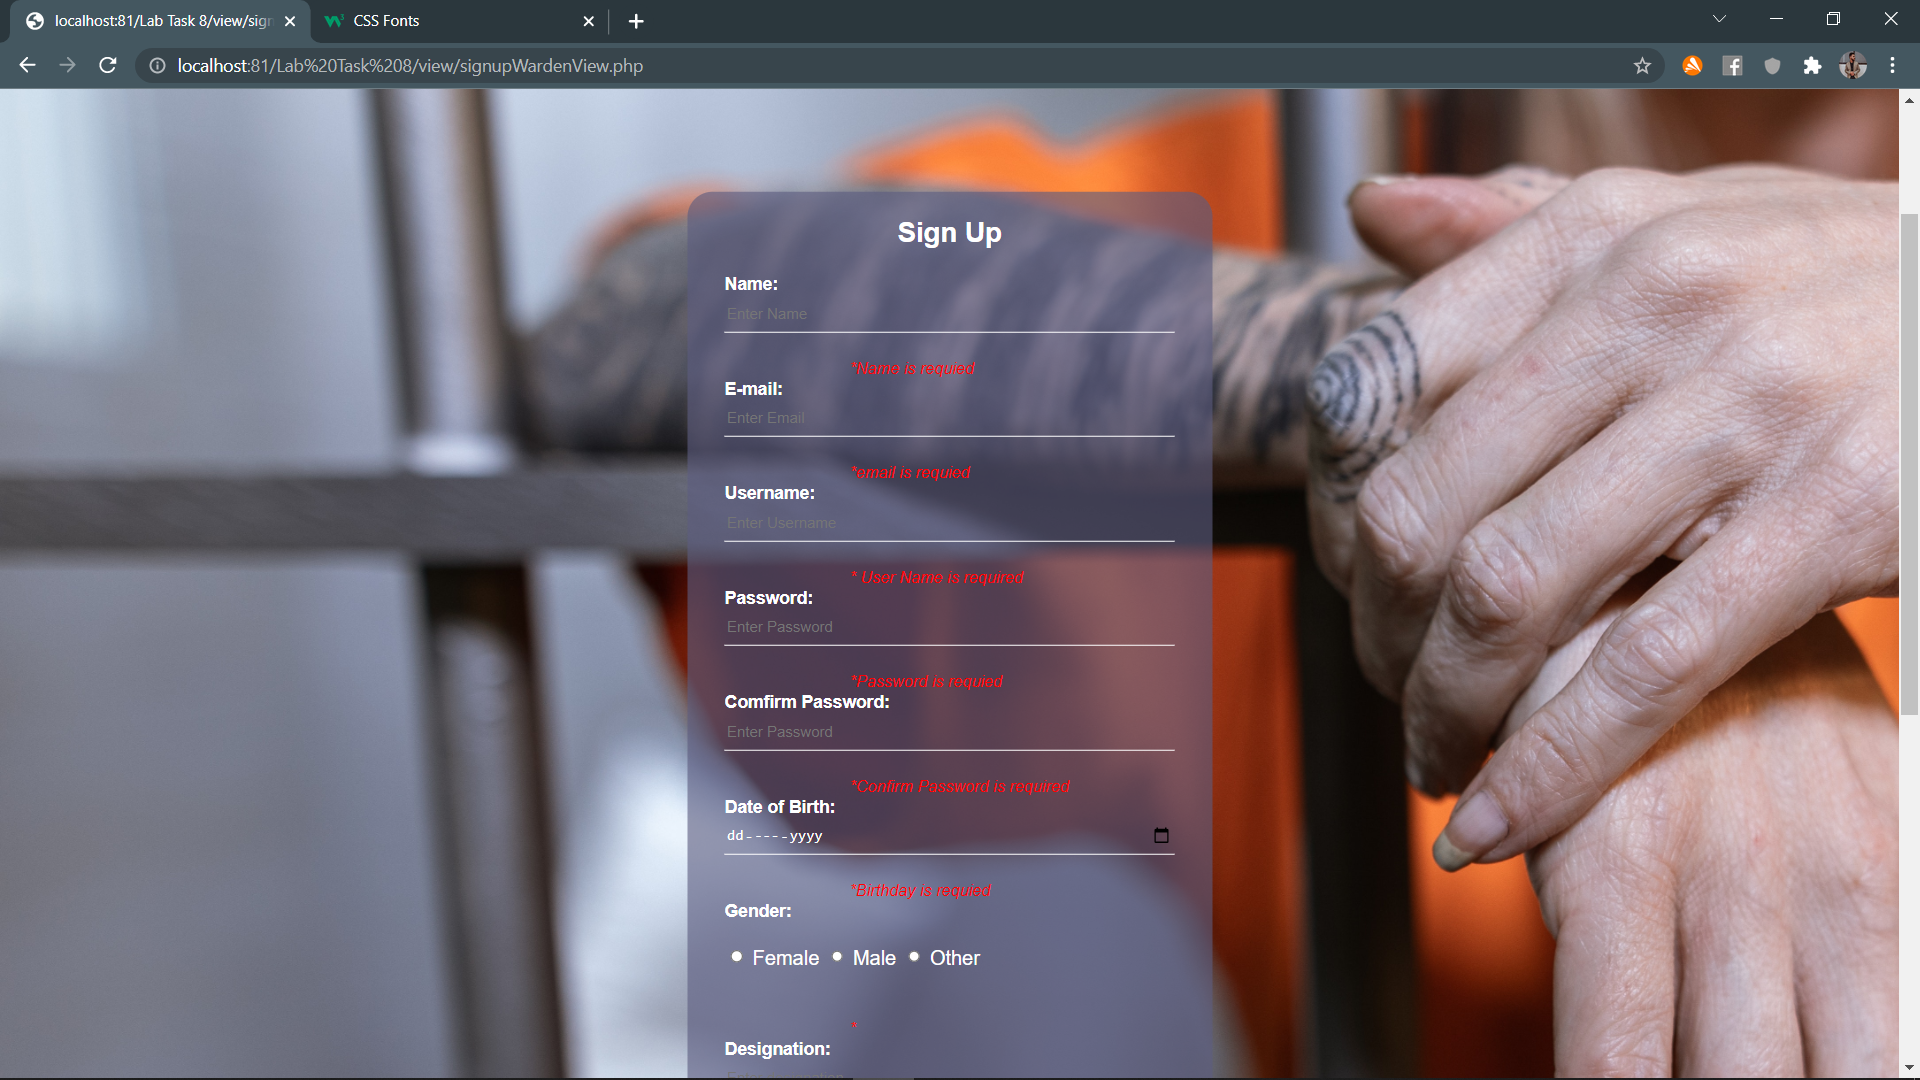 localhost:81/Lab Task 8/view/sign
CSS Fonts
localhost:81/Lab%20Task%208/view/signupWardenView.php
Sign Up
Name:
Enter Name
*Name is requied
E-mail:
Enter Email
*email is requied
Username:
Enter Username
* User Name is required
Password:
Enter Password
*Password is requied
Comfirm Password:
Enter Password
*Confirm Password is required
Date of Birth:
dd-----yyyy
*Birthday is requied
Gender:
Female Male Other
*
Designation: